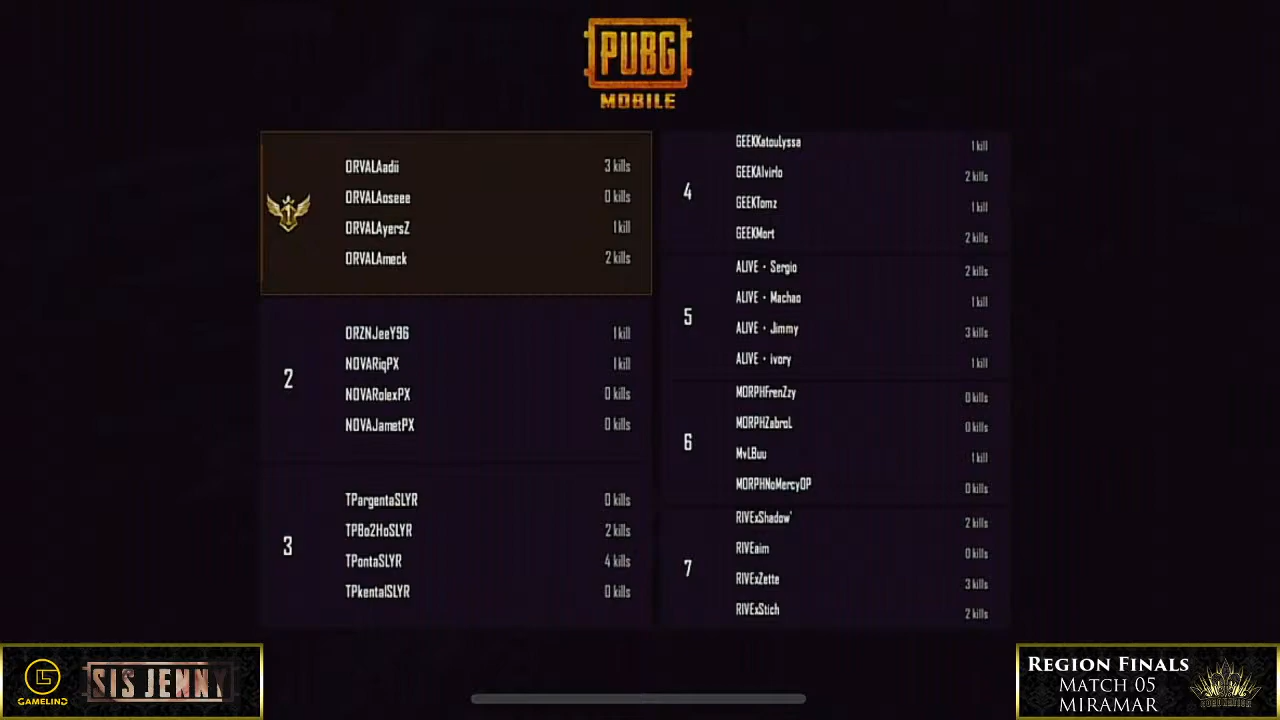 PUBG
MOBILE
ORVALAadii 3 kills
ORVALAoseee 0 kills
ORVALAyersZ 1 kill
ORVALAmeck 2 kills
2
ORZNJeeY96 1 kill
NOVARiqPX 1 kill
NOVARolexPX 0 kills
NOVAJametPX 0 kills
3
TPargentaSLYR 0 kills
TPBo2HoSLYR 2 kills
TPontaSLYR 4 kills
TPkentalSLYR 0 kills
4
GEEKKatouLyssa 1 kill
GEEKAlvirlo 2 kills
GEEKTomz 1 kill
GEEKMort 2 kills
5
ALIVE・Sergio 2 kills
ALIVE・Machao 1 kill
ALIVE・Jimmy 3 kills
ALIVE・ivory 1 kill
6
MORPHFrenZzy 0 kills
MORPHZabroL 0 kills
MvLBuu 1 kill
MORPHNoMercyOP 0 kills
7
RIVExShadow' 2 kills
RIVEaim 0 kills
RIVExZette 3 kills
RIVExStich 2 kills
GAMELIND
SIS JENNY
REGION FINALS
MATCH 05
MIRAMAR